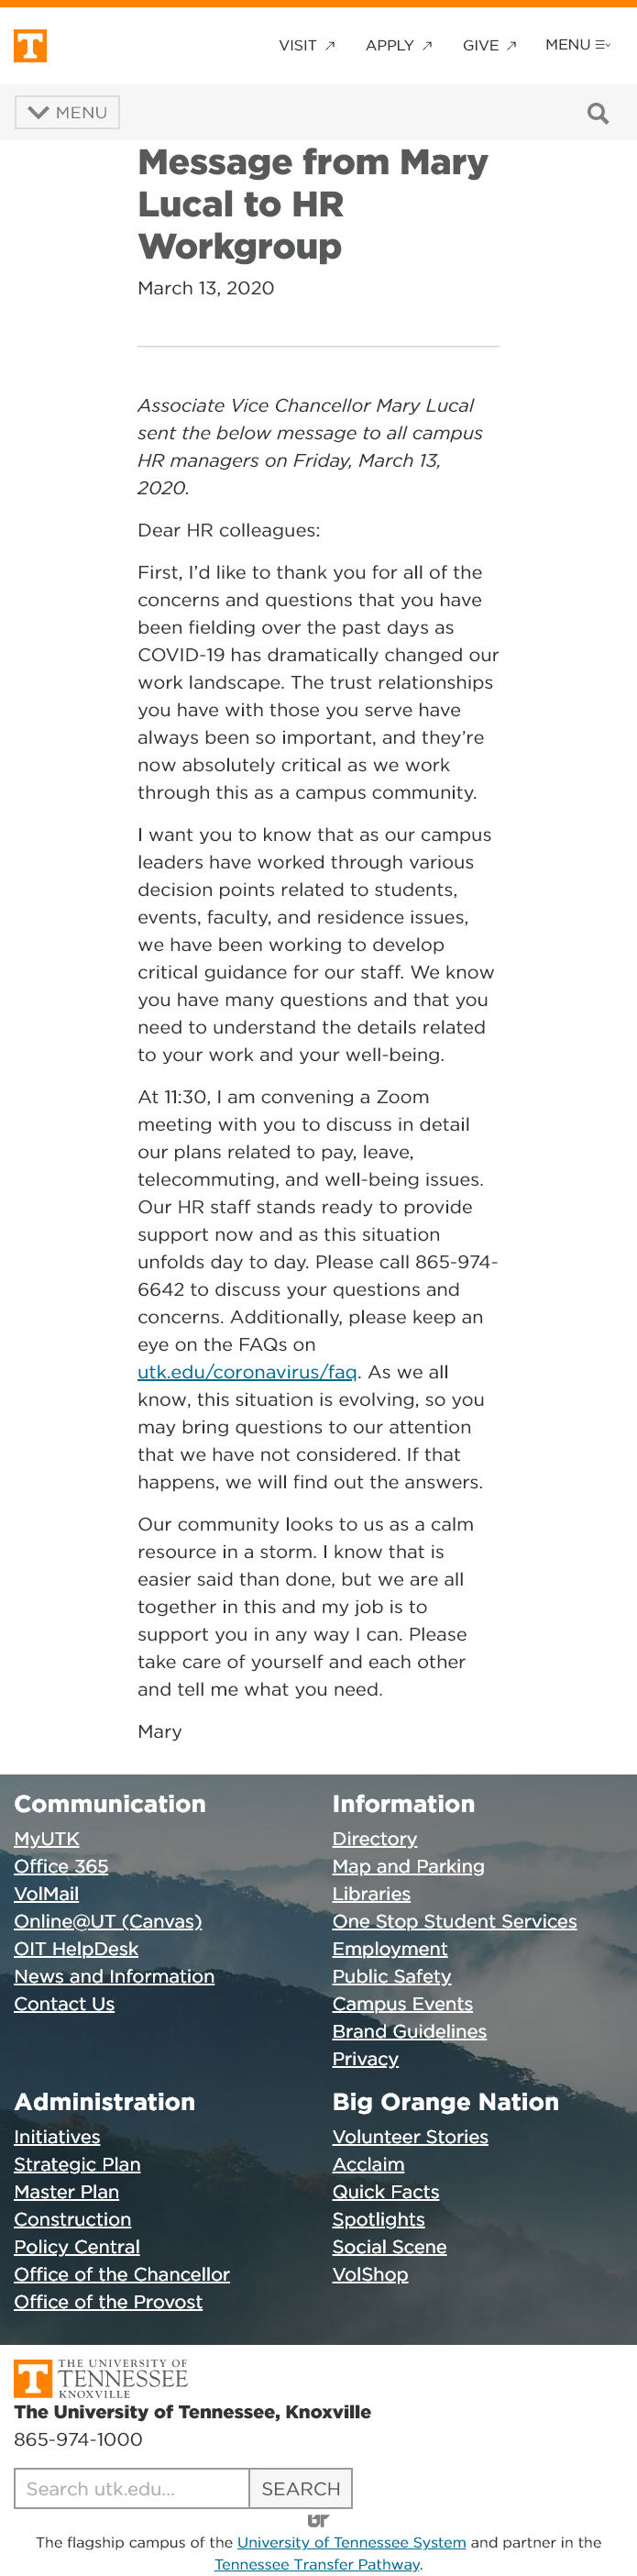 T
VISIT ↗ APPLY ↗ GIVE ↗ MENU
MENU
Message from Mary
Lucal to HR
Workgroup
March 13, 2020
Associate Vice Chancellor Mary Lucal
sent the below message to all campus
HR managers on Friday, March 13,
2020.
Dear HR colleagues:
First, I’d like to thank you for all of the
concerns and questions that you have
been fielding over the past days as
COVID-19 has dramatically changed our
work landscape. The trust relationships
you have with those you serve have
always been so important, and they’re
now absolutely critical as we work
through this as a campus community.
I want you to know that as our campus
leaders have worked through various
decision points related to students,
events, faculty, and residence issues,
we have been working to develop
critical guidance for our staff. We know
you have many questions and that you
need to understand the details related
to your work and your well-being.
At 11:30, I am convening a Zoom
meeting with you to discuss in detail
our plans related to pay, leave,
telecommuting, and well-being issues.
Our HR staff stands ready to provide
support now and as this situation
unfolds day to day. Please call 865-974-
6642 to discuss your questions and
concerns. Additionally, please keep an
eye on the FAQs on
utk.edu/coronavirus/faq. As we all
know, this situation is evolving, so you
may bring questions to our attention
that we have not considered. If that
happens, we will find out the answers.
Our community looks to us as a calm
resource in a storm. I know that is
easier said than done, but we are all
together in this and my job is to
support you in any way I can. Please
take care of yourself and each other
and tell me what you need.
Mary
Communication
MyUTK
Office 365
VolMail
Online@UT (Canvas)
OIT HelpDesk
News and Information
Contact Us
Information
Directory
Map and Parking
Libraries
One Stop Student Services
Employment
Public Safety
Campus Events
Brand Guidelines
Privacy
Administration
Initiatives
Strategic Plan
Master Plan
Construction
Policy Central
Office of the Chancellor
Office of the Provost
Big Orange Nation
Volunteer Stories
Acclaim
Quick Facts
Spotlights
Social Scene
VolShop
T THE UNIVERSITY OF
TENNESSEE
KNOXVILLE
The University of Tennessee, Knoxville
865-974-1000
Search utk.edu... SEARCH
UT
The flagship campus of the University of Tennessee System and partner in the
Tennessee Transfer Pathway.